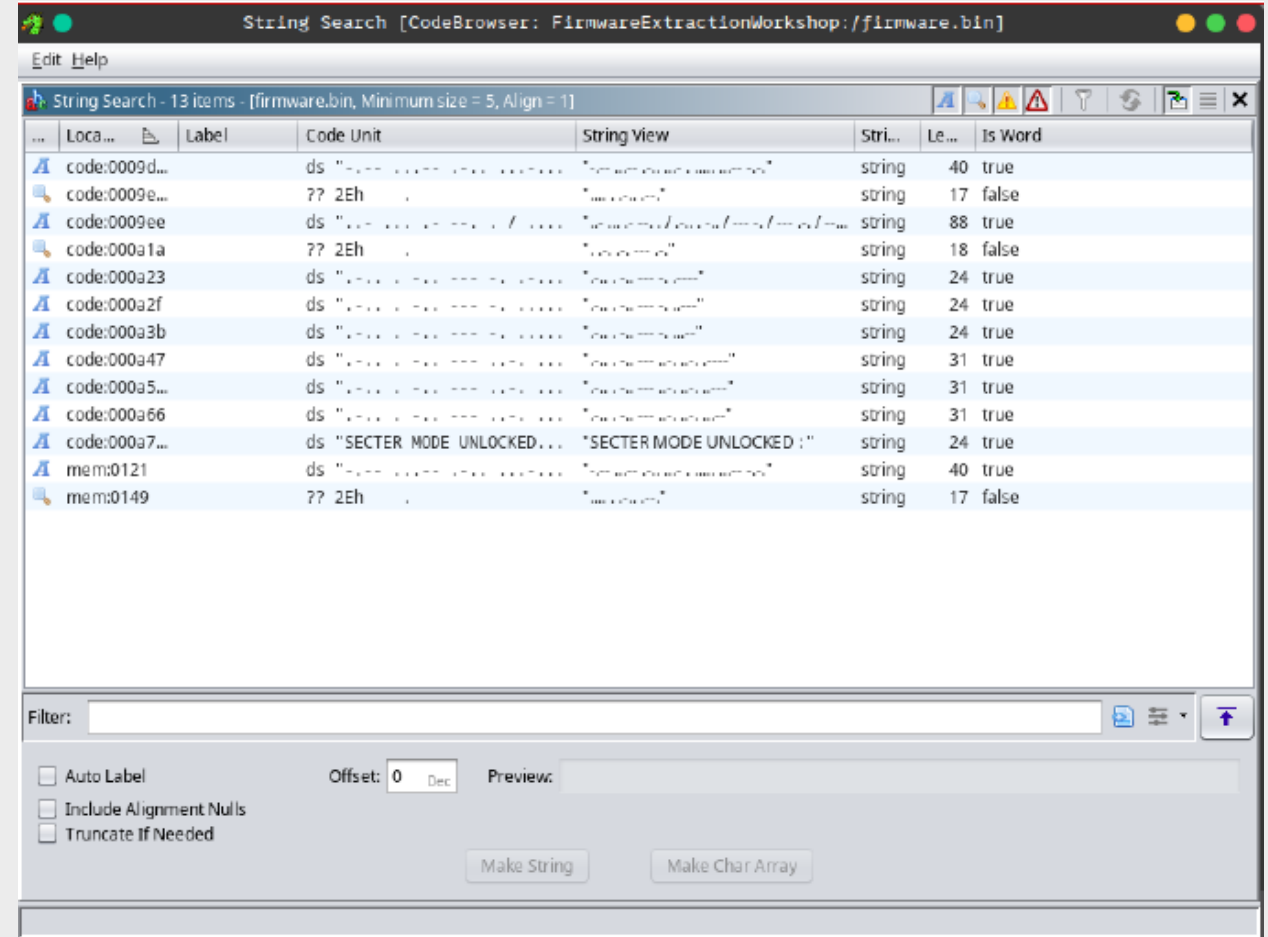 String Search [CodeBrowser: FirmwareExtractionWorkshop:/firmware.bin]
Edit Help
String Search - 13 items - [firmware.bin, Minimum size = 5, Align = 1]
... Loca... Label Code Unit String View Stri... Le... Is Word
code:0009d... ds string 40 true
code:0009e... ?? 2Eh . ".... . .-.. .--." string 17 false
code:0009ee ds "..- ... .- --. . / .... string 88 true
code:000a1a ?? 2Eh . ". .-. .-. --- .-." string 18 false
code:000a23 ds ".-.. . -.. --- -. .-... ".-.. . -.. --- -. .----" string 24 true
code:000a2f ds ".-.. . -.. --- -. ..... ".-.. . -.. --- -. ..---" string 24 true
code:000a3b ds ".-.. . -.. --- -. ..... ".-.. . -.. --- -. ...--" string 24 true
code:000a47 ds ".-.. . -.. --- ..-. ... ".-.. . -.. --- ..-. ..-. .----" string 31 true
code:000a5... ds ".-.. . -.. --- ..-. ... ".-.. . -.. --- ..-. ..-. ..---" string 31 true
code:000a66 ds ".-.. . -.. --- ..-. ... ".-.. . -.. --- ..-. ..-. ...--" string 31 true
code:000a7... ds "SECTER MODE UNLOCKED... "SECTER MODE UNLOCKED :" string 24 true
mem:0121 ds string 40 true
mem:0149 ?? 2Eh . ".... . .-.. .--." string 17 false
Filter:
Auto Label Offset: 0 Dec Preview:
Include Alignment Nulls
Truncate If Needed
Make String Make Char Array